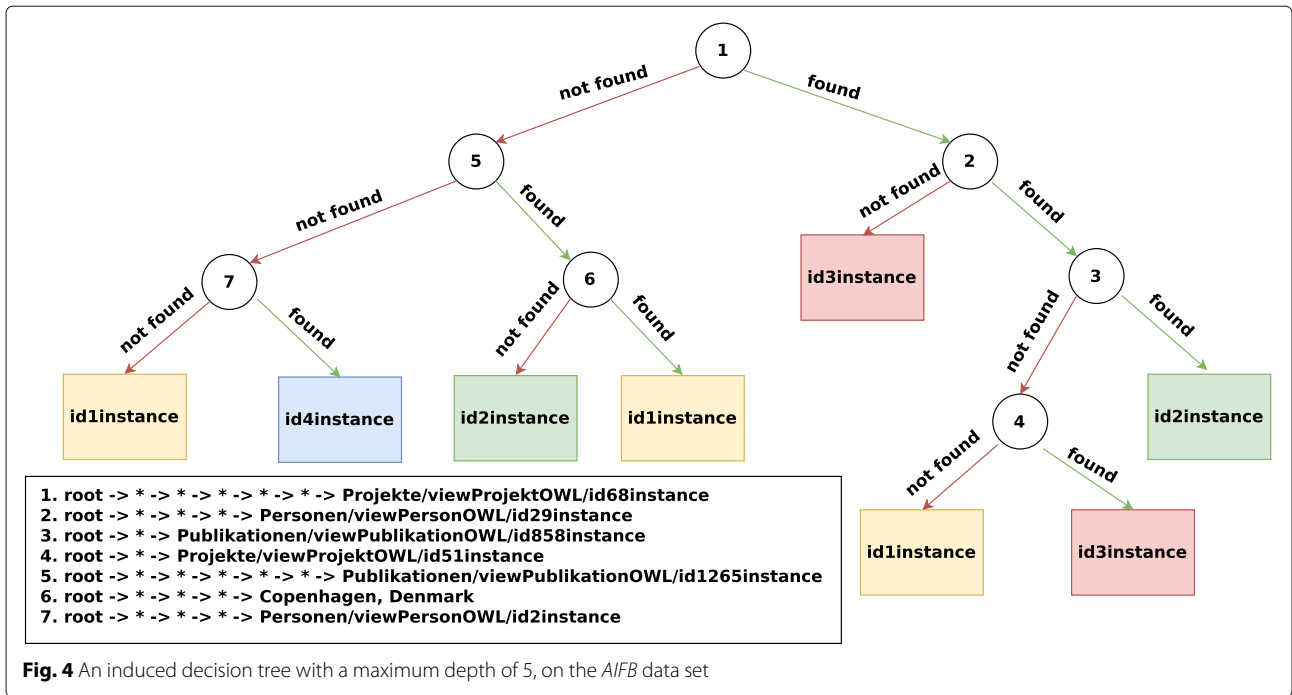 1
not found
found
5
2
not found
found
not found
found
7
6
id3instance
3
not found
found
not found
found
not found
found
id1instance
id4instance
id2instance
id1instance
4
id2instance
not found
found
id1instance
id3instance
1. root -> * -> * -> * -> * -> * -> Projekte/viewProjektOWL/id68instance
2. root -> * -> * -> * -> Personen/viewPersonOWL/id29instance
3. root -> * -> Publikationen/viewPublikationOWL/id858instance
4. root -> * -> Projekte/viewProjektOWL/id51instance
5. root -> * -> * -> * -> * -> * -> Publikationen/viewPublikationOWL/id1265instance
6. root -> * -> * -> * -> Copenhagen, Denmark
7. root -> * -> * -> * -> Personen/viewPersonOWL/id2instance
Fig. 4 An induced decision tree with a maximum depth of 5, on the AIFB data set